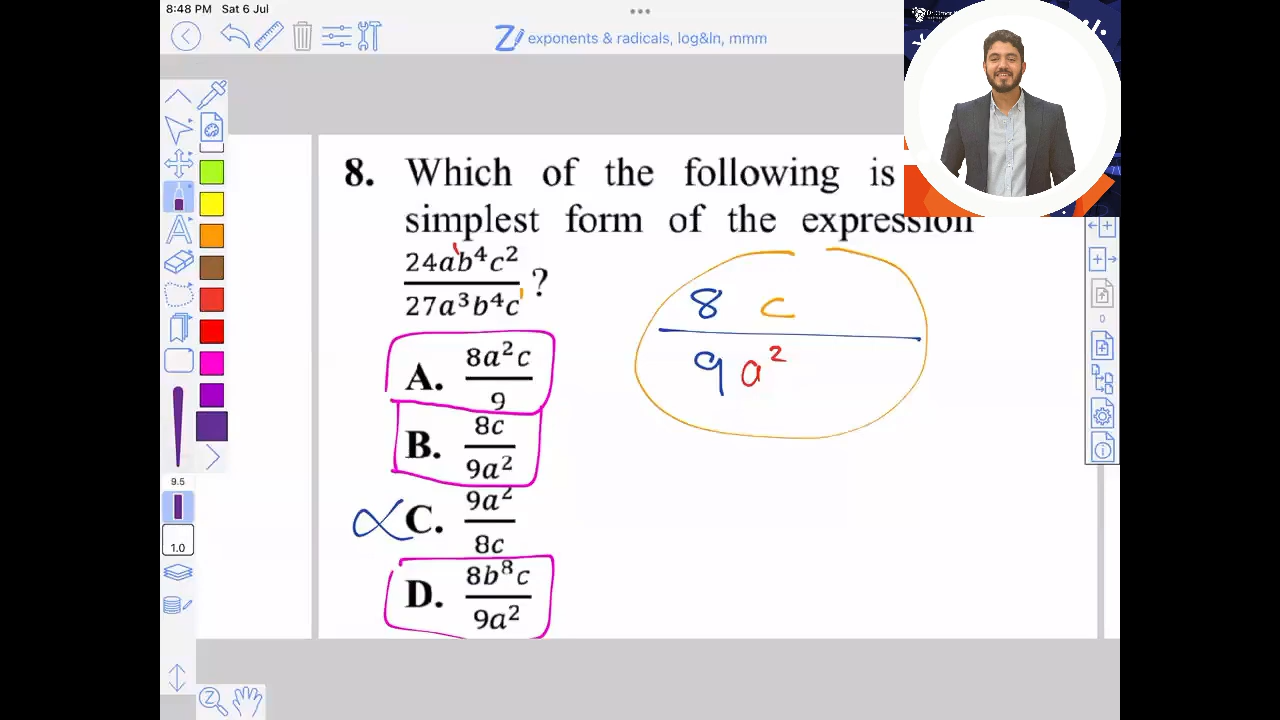 8:48 PM Sat 6 Jul
exponents & radicals, log&ln, mmm
8. Which of the following is
simplest form of the expression
24ab⁴c²
27a³b⁴c
?
8 c
9 a²
A. 8a²c
9
B. 8c
9a²
C. 9a²
8c
D. 8b⁸c
9a²
9.5
1.0
0